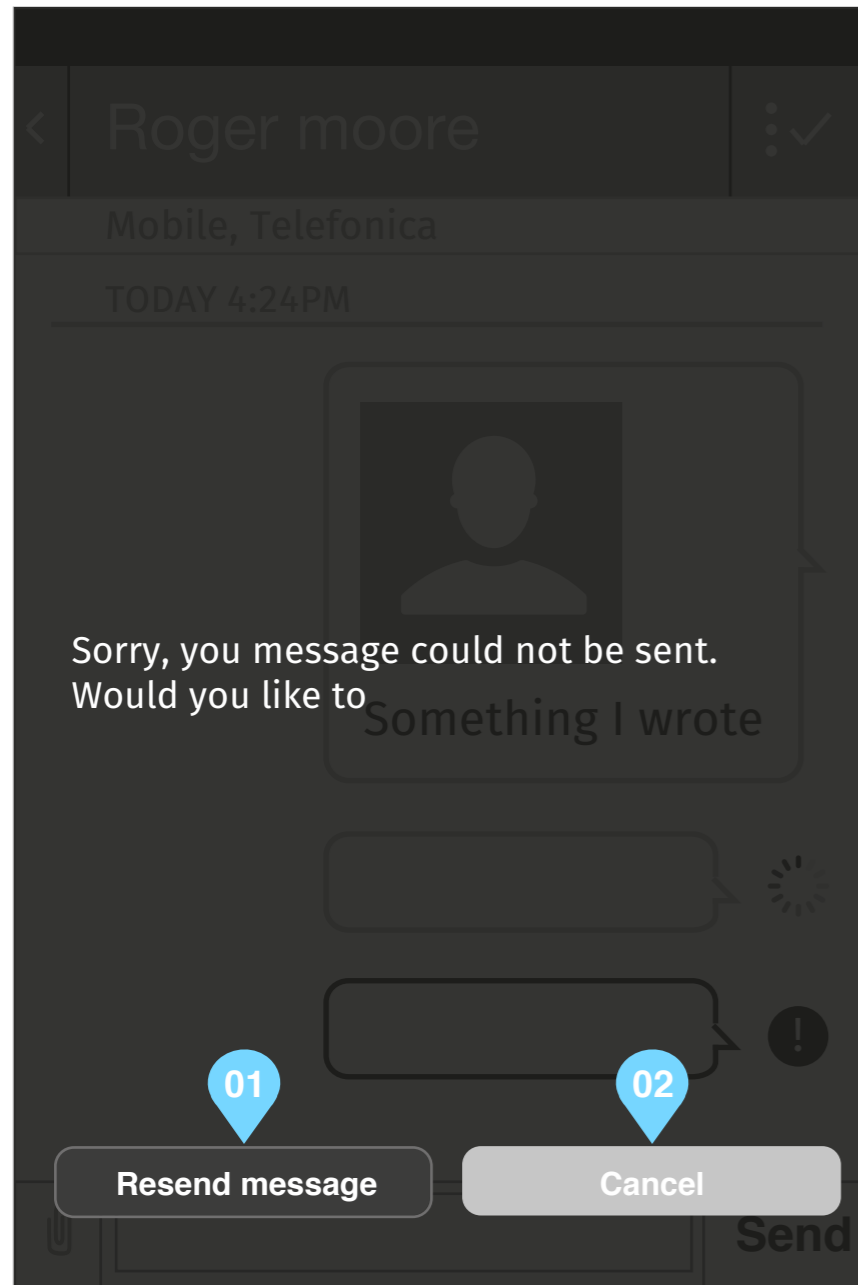 Roger moore
Mobile, Telefonica
TODAY 4:24PM
Sorry, you message could not be sent.
Would you like to
Something I wrote
!
01
02
Resend message
Cancel
Send